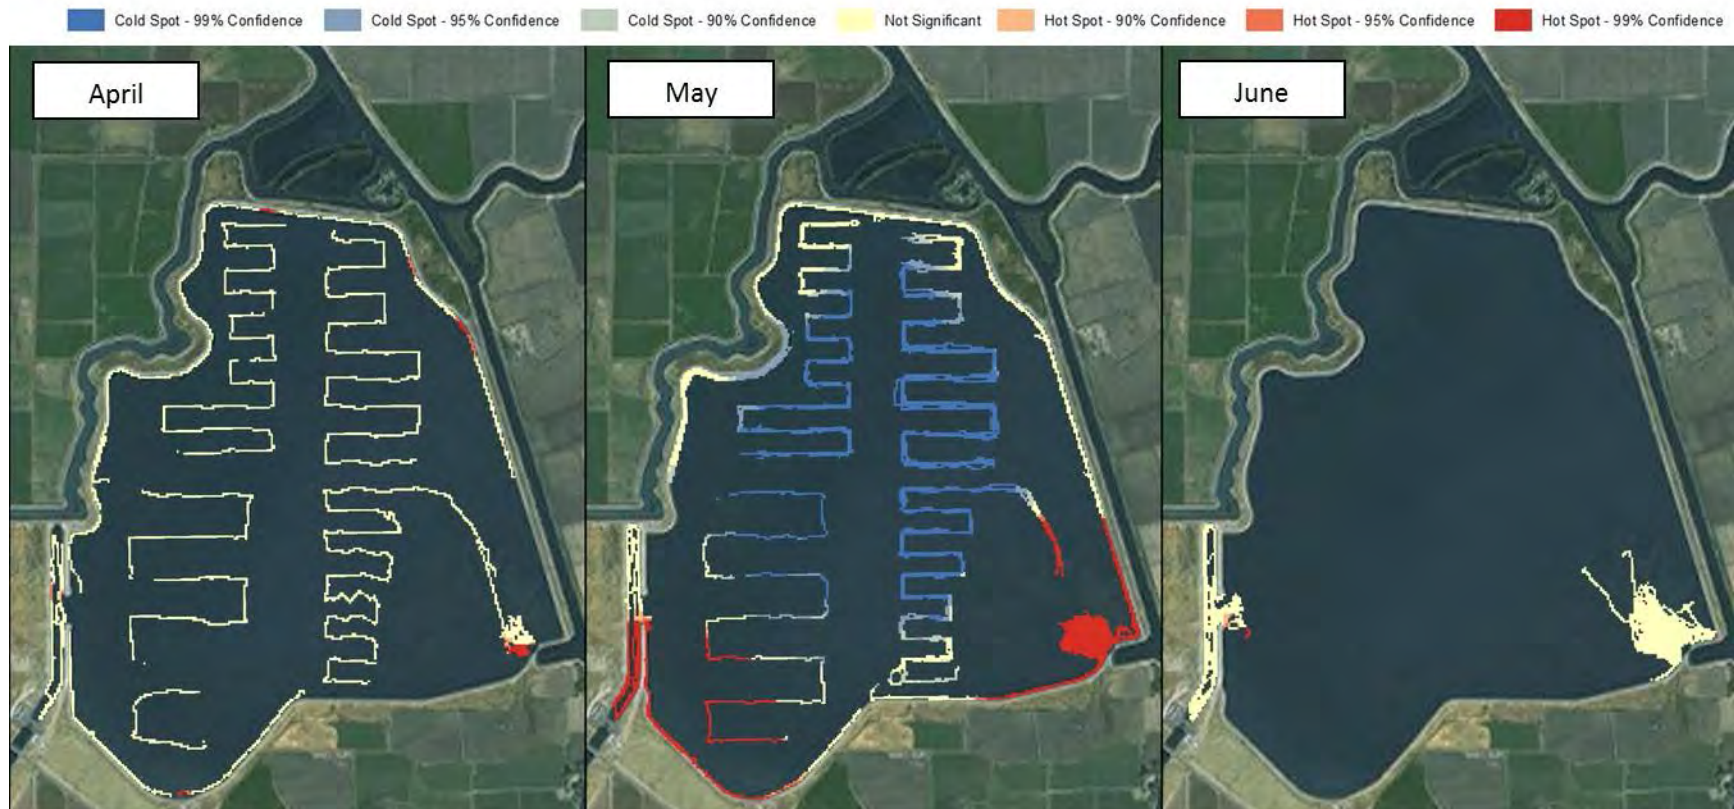 Cold Spot - 99% Confidence Cold Spot - 95% Confidence Cold Spot - 90% Confidence Not Significant Hot Spot - 90% Confidence Hot Spot - 95% Confidence Hot Spot - 99% Confidence
April May June